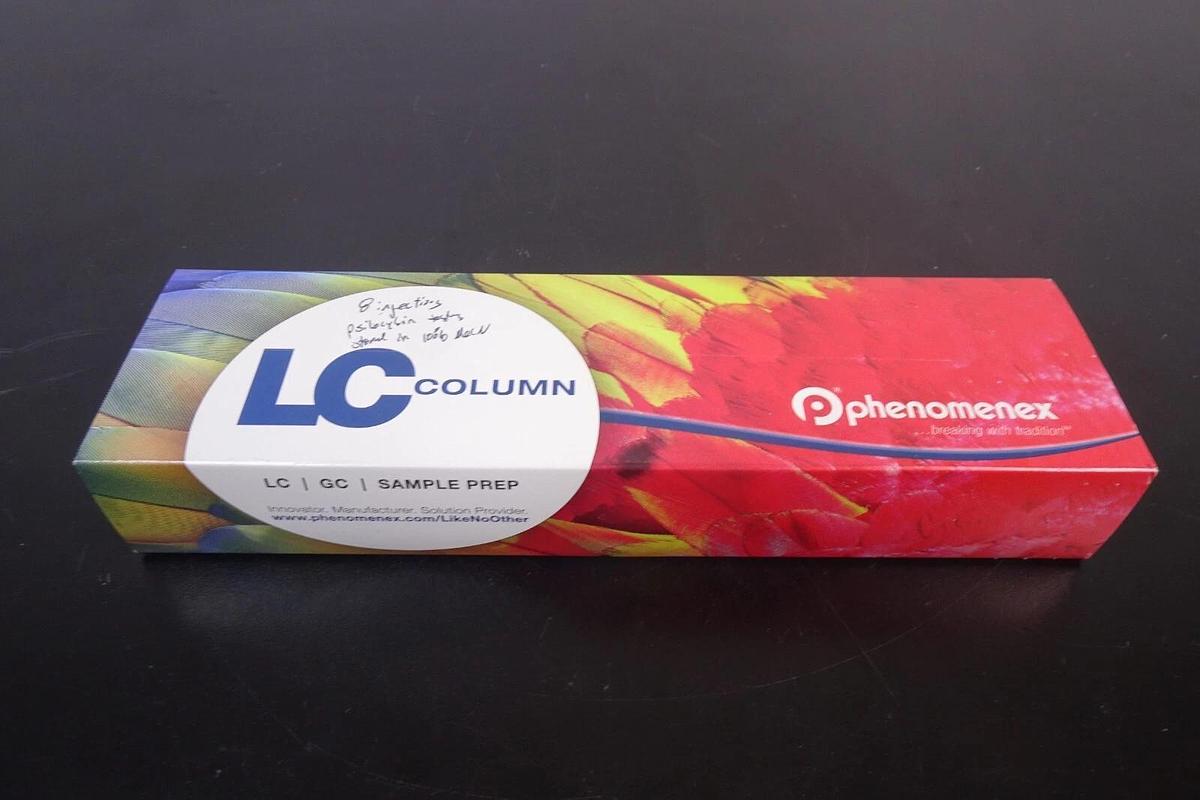 8 injections
psilocybin tests
stored in 100% MeCN
LC COLUMN
phenomenex
...breaking with tradition™
LC | GC | SAMPLE PREP
Innovator. Manufacturer. Solution Provider.
www.phenomenex.com/LikeNoOther